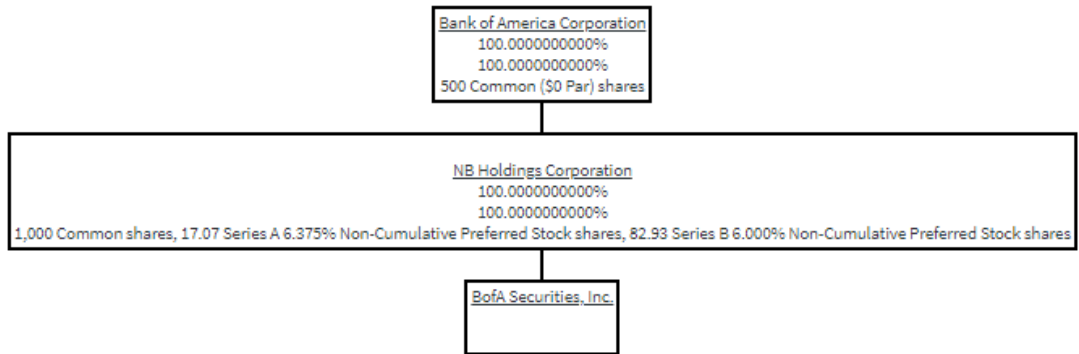 Bank of America Corporation
100.0000000000%
100.0000000000%
500 Common ($0 Par) shares
NB Holdings Corporation
100.0000000000%
100.0000000000%
1,000 Common shares, 17.07 Series A 6.375% Non-Cumulative Preferred Stock shares, 82.93 Series B 6.000% Non-Cumulative Preferred Stock shares
BofA Securities, Inc.